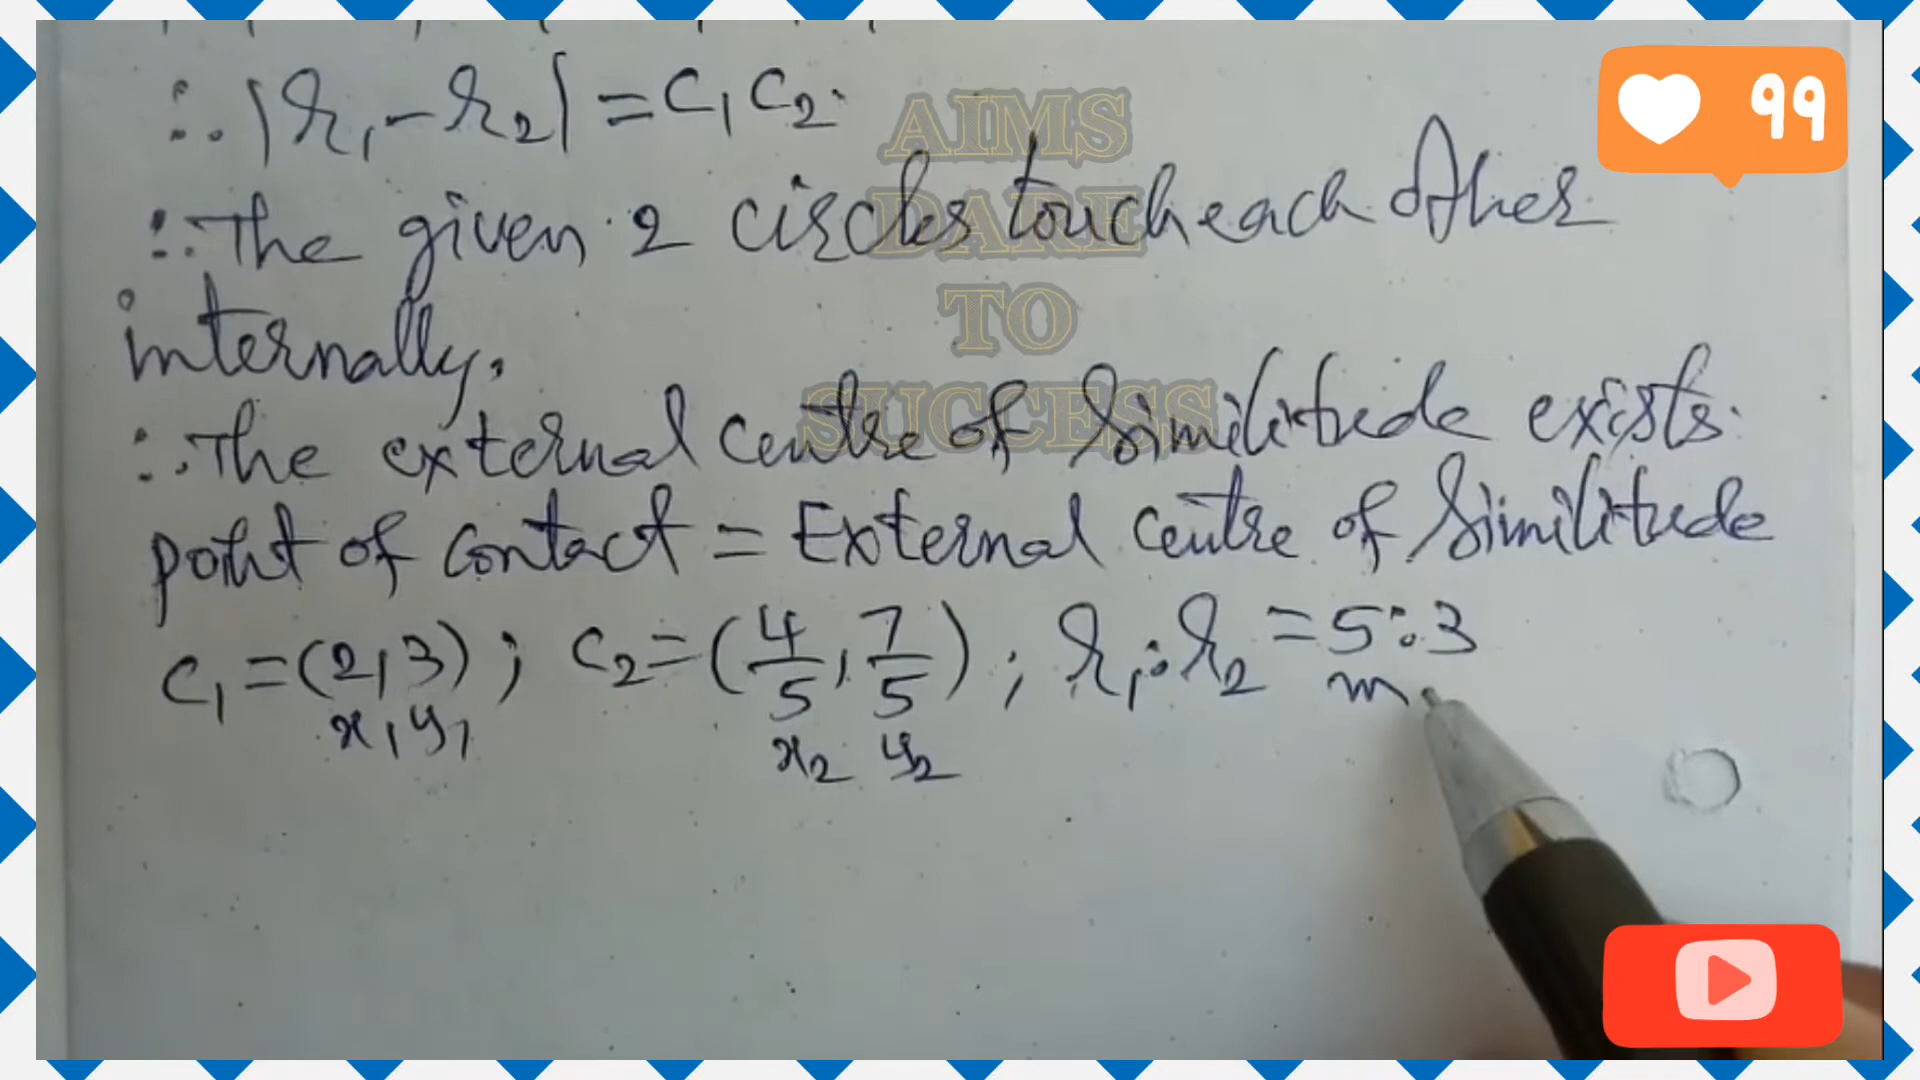 ∴ |r₁-r₂| = C₁C₂.
∴ The given 2 circles touch each other
internally.
∴ The external centre of similitude exists.
point of contact = External centre of similitude
C₁ = (2,3) ; C₂ = (4/5, 7/5) ; r₁:r₂ = 5:3
x₁ y₁ x₂ y₂ m
AIMS
DARE
TO
SUCCESS
99